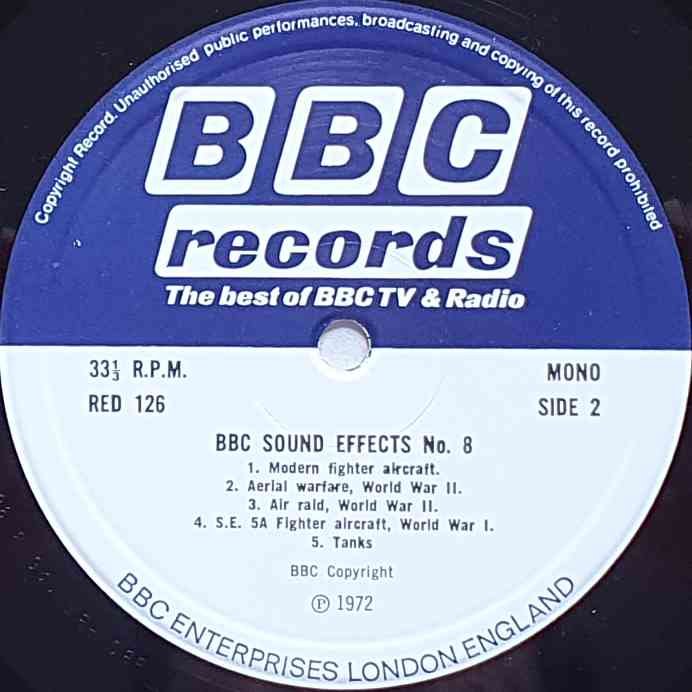 Copyright Record. Unauthorised public performances, broadcasting and copying of this record prohibited
BBC
records
The best of BBC TV & Radio
33⅓ R.P.M.
MONO
RED 126
SIDE 2
BBC SOUND EFFECTS No. 8
1. Modern fighter aircraft.
2. Aerial warfare, World War II.
3. Air raid, World War II.
4. S.E. 5A Fighter aircraft, World War I.
5. Tanks
BBC Copyright
℗ 1972
BBC ENTERPRISES LONDON ENGLAND